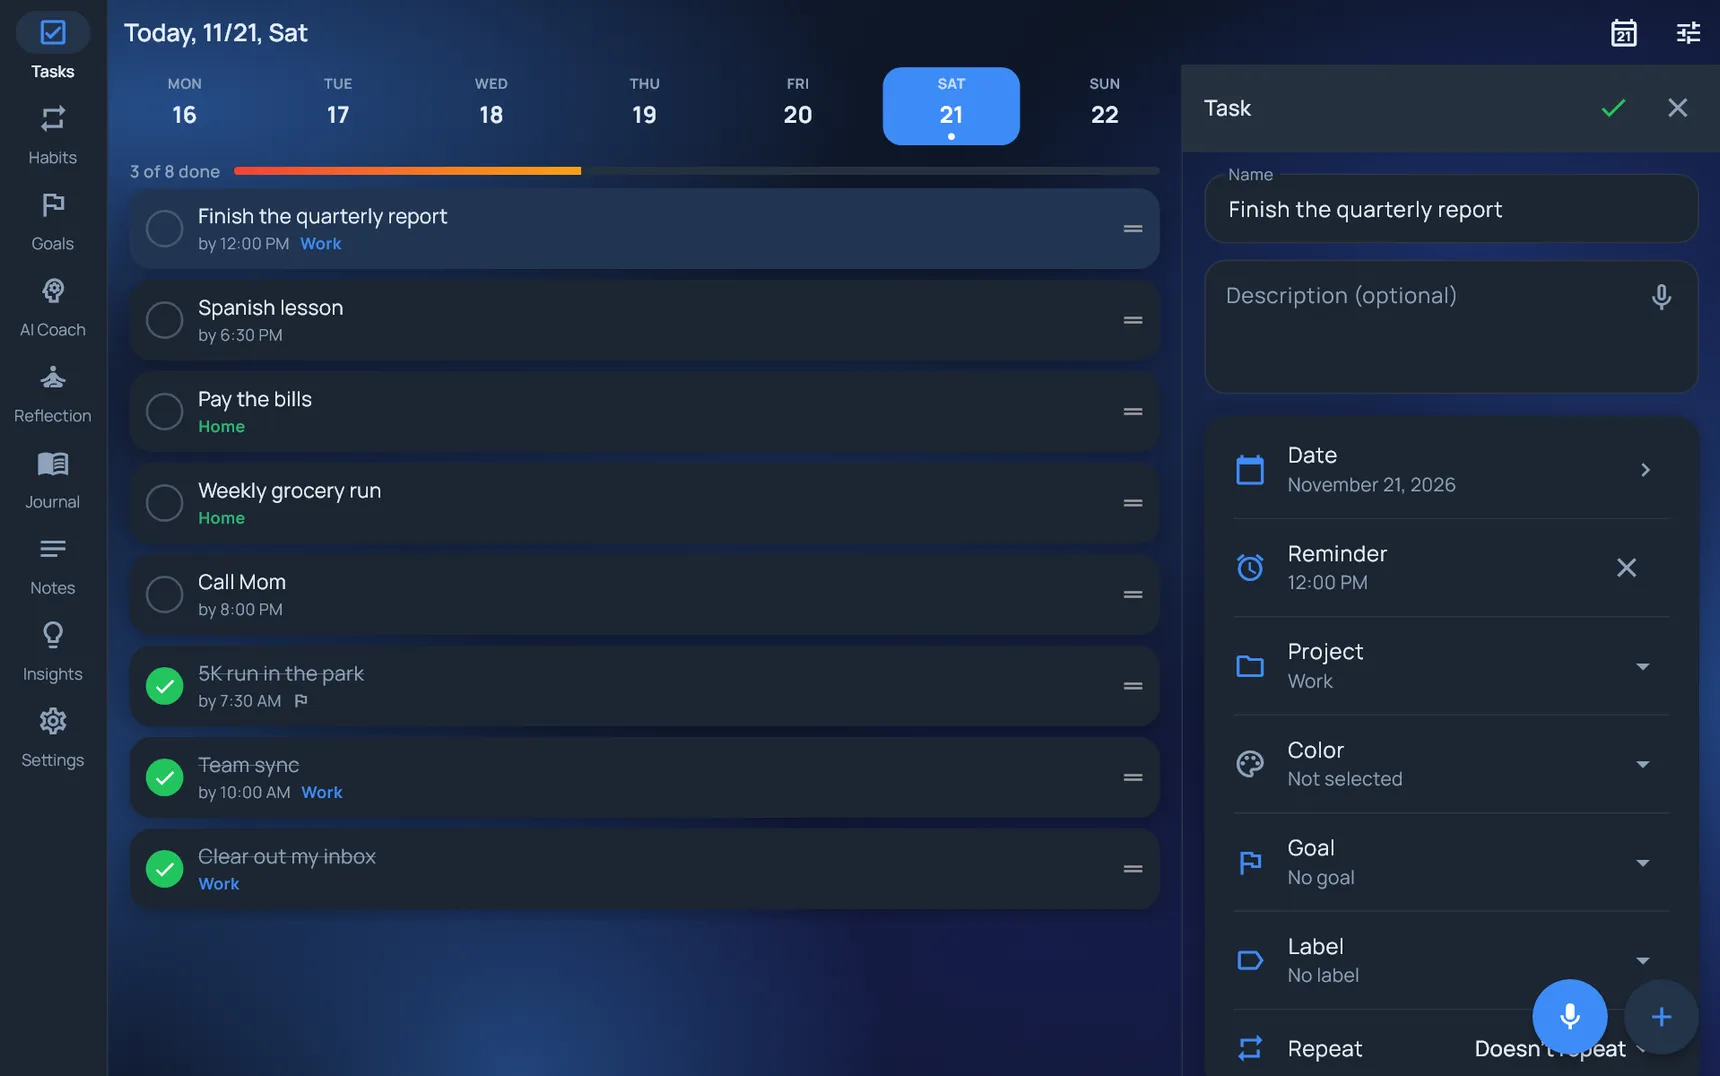 Today, 11/21, Sat
21
Tasks
Habits
Goals
AI Coach
Reflection
Journal
Notes
Insights
Settings
MON
16
TUE
17
WED
18
THU
19
FRI
20
SAT
21
SUN
22
3 of 8 done
Finish the quarterly report
by 12:00 PM Work
Spanish lesson
by 6:30 PM
Pay the bills
Home
Weekly grocery run
Home
Call Mom
by 8:00 PM
5K run in the park
by 7:30 AM
Team sync
by 10:00 AM Work
Clear out my inbox
Work
Task
Name
Finish the quarterly report
Description (optional)
Date
November 21, 2026
Reminder
12:00 PM
Project
Work
Color
Not selected
Goal
No goal
Label
No label
Repeat
Doesn't repeat